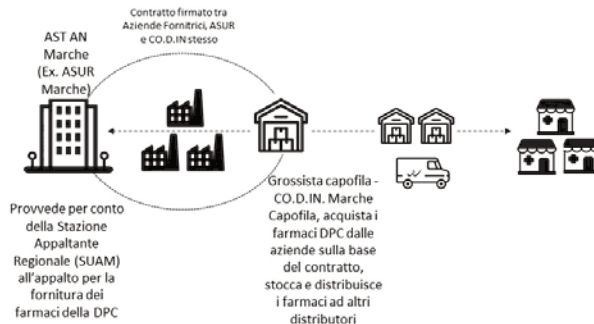 Contratto firmato tra
Aziende Fornitrici, ASUR
e CO.D.IN stesso
AST AN
Marche
(Ex. ASUR
Marche)
Provvede per conto
della Stazione
Appaltante
Regionale (SUAM)
all'appalto per la
fornitura dei
farmaci della DPC
Grossista capofila -
CO.D.IN. Marche
Capofila, acquista i
farmaci DPC dalle
aziende sulla base
del contratto,
stocca e distribuisce
i farmaci ad altri
distributori